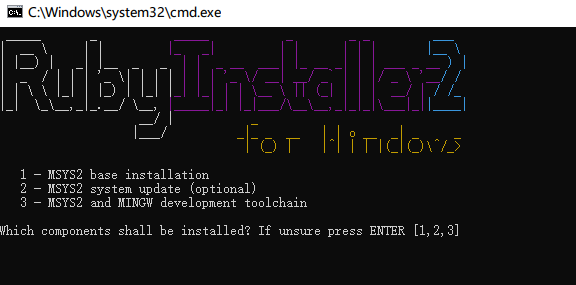 C:\Windows\system32\cmd.exe
RubyInstaller2
for Windows
1 - MSYS2 base installation
2 - MSYS2 system update (optional)
3 - MSYS2 and MINGW development toolchain
Which components shall be installed? If unsure press ENTER [1,2,3]